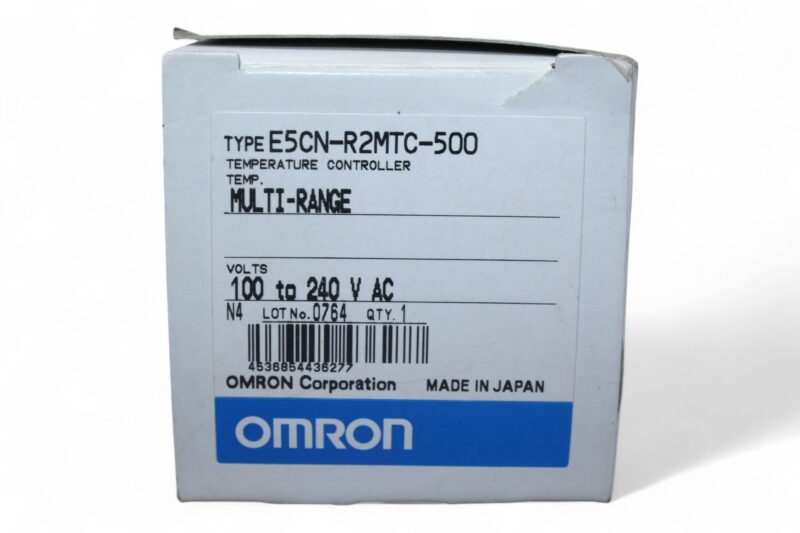 TYPE E5CN-R2MTC-500
TEMPERATURE CONTROLLER
TEMP.
MULTI-RANGE
VOLTS
100 to 240 V AC
N4 LOT No. 0764 QTY. 1
4536854436277
OMRON Corporation MADE IN JAPAN
OMRON